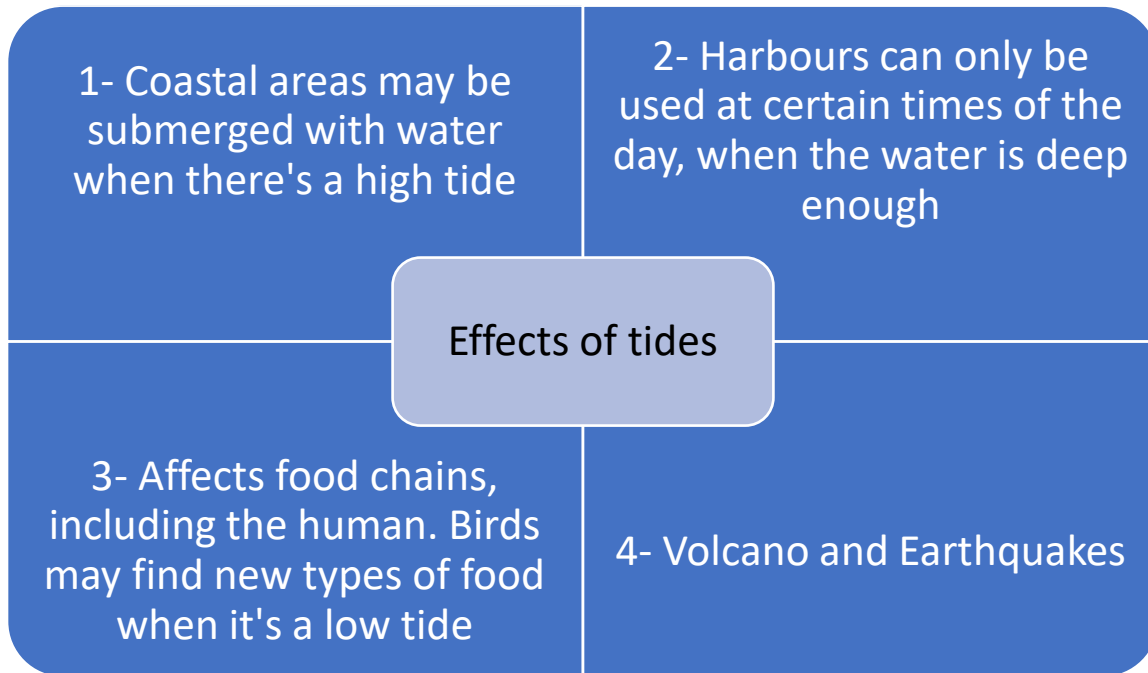 1- Coastal areas may be
submerged with water
when there's a high tide
2- Harbours can only be
used at certain times of the
day, when the water is deep
enough
Effects of tides
3- Affects food chains,
including the human. Birds
may find new types of food
when it's a low tide
4- Volcano and Earthquakes